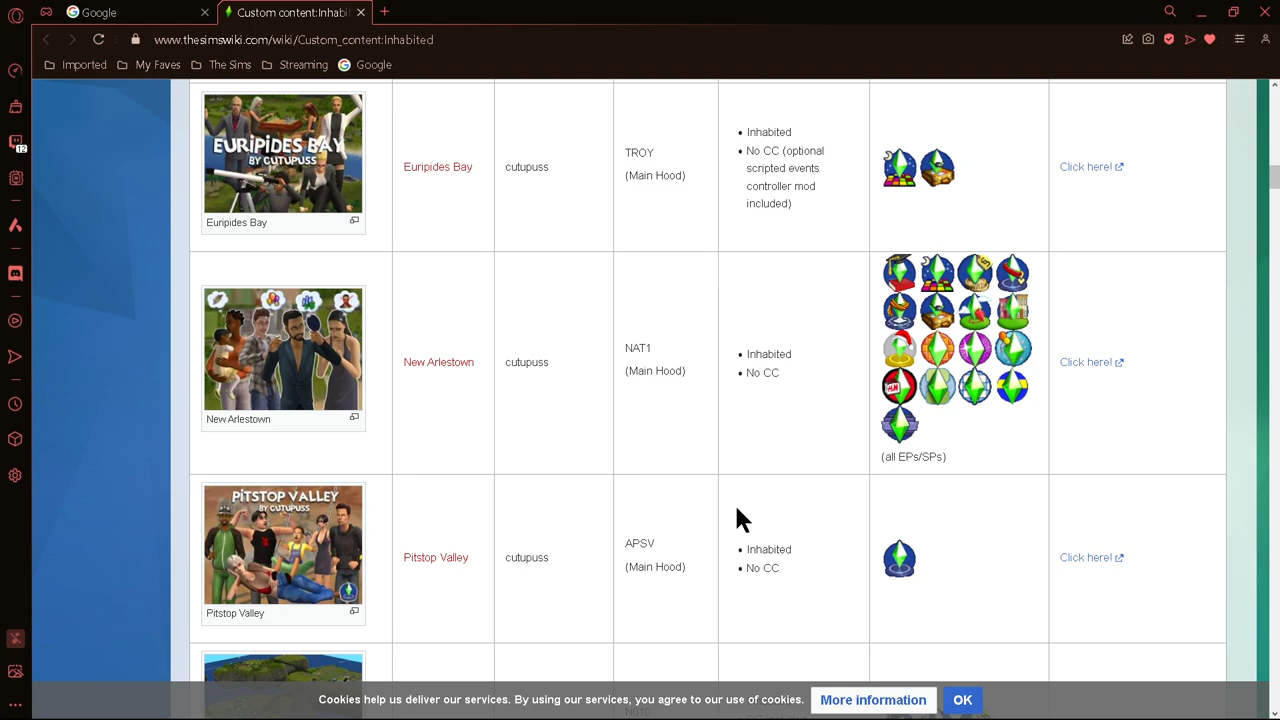 Google
Custom content:Inhabi
www.thesimswiki.com/wiki/Custom_content:Inhabited
Imported
My Faves
The Sims
Streaming
Google
12
EURIPIDES BAY
BY CUTUPUSS
Euripides Bay
Euripides Bay
cutupuss
TROY
(Main Hood)
• Inhabited
• No CC (optional
scripted events
controller mod
included)
Click here!
New Arlestown
New Arlestown
cutupuss
NAT1
(Main Hood)
• Inhabited
• No CC
(all EPs/SPs)
Click here!
PITSTOP VALLEY
BY CUTUPUSS
Pitstop Valley
Pitstop Valley
cutupuss
APSV
(Main Hood)
• Inhabited
• No CC
Click here!
Cookies help us deliver our services. By using our services, you agree to our use of cookies.
More information
OK